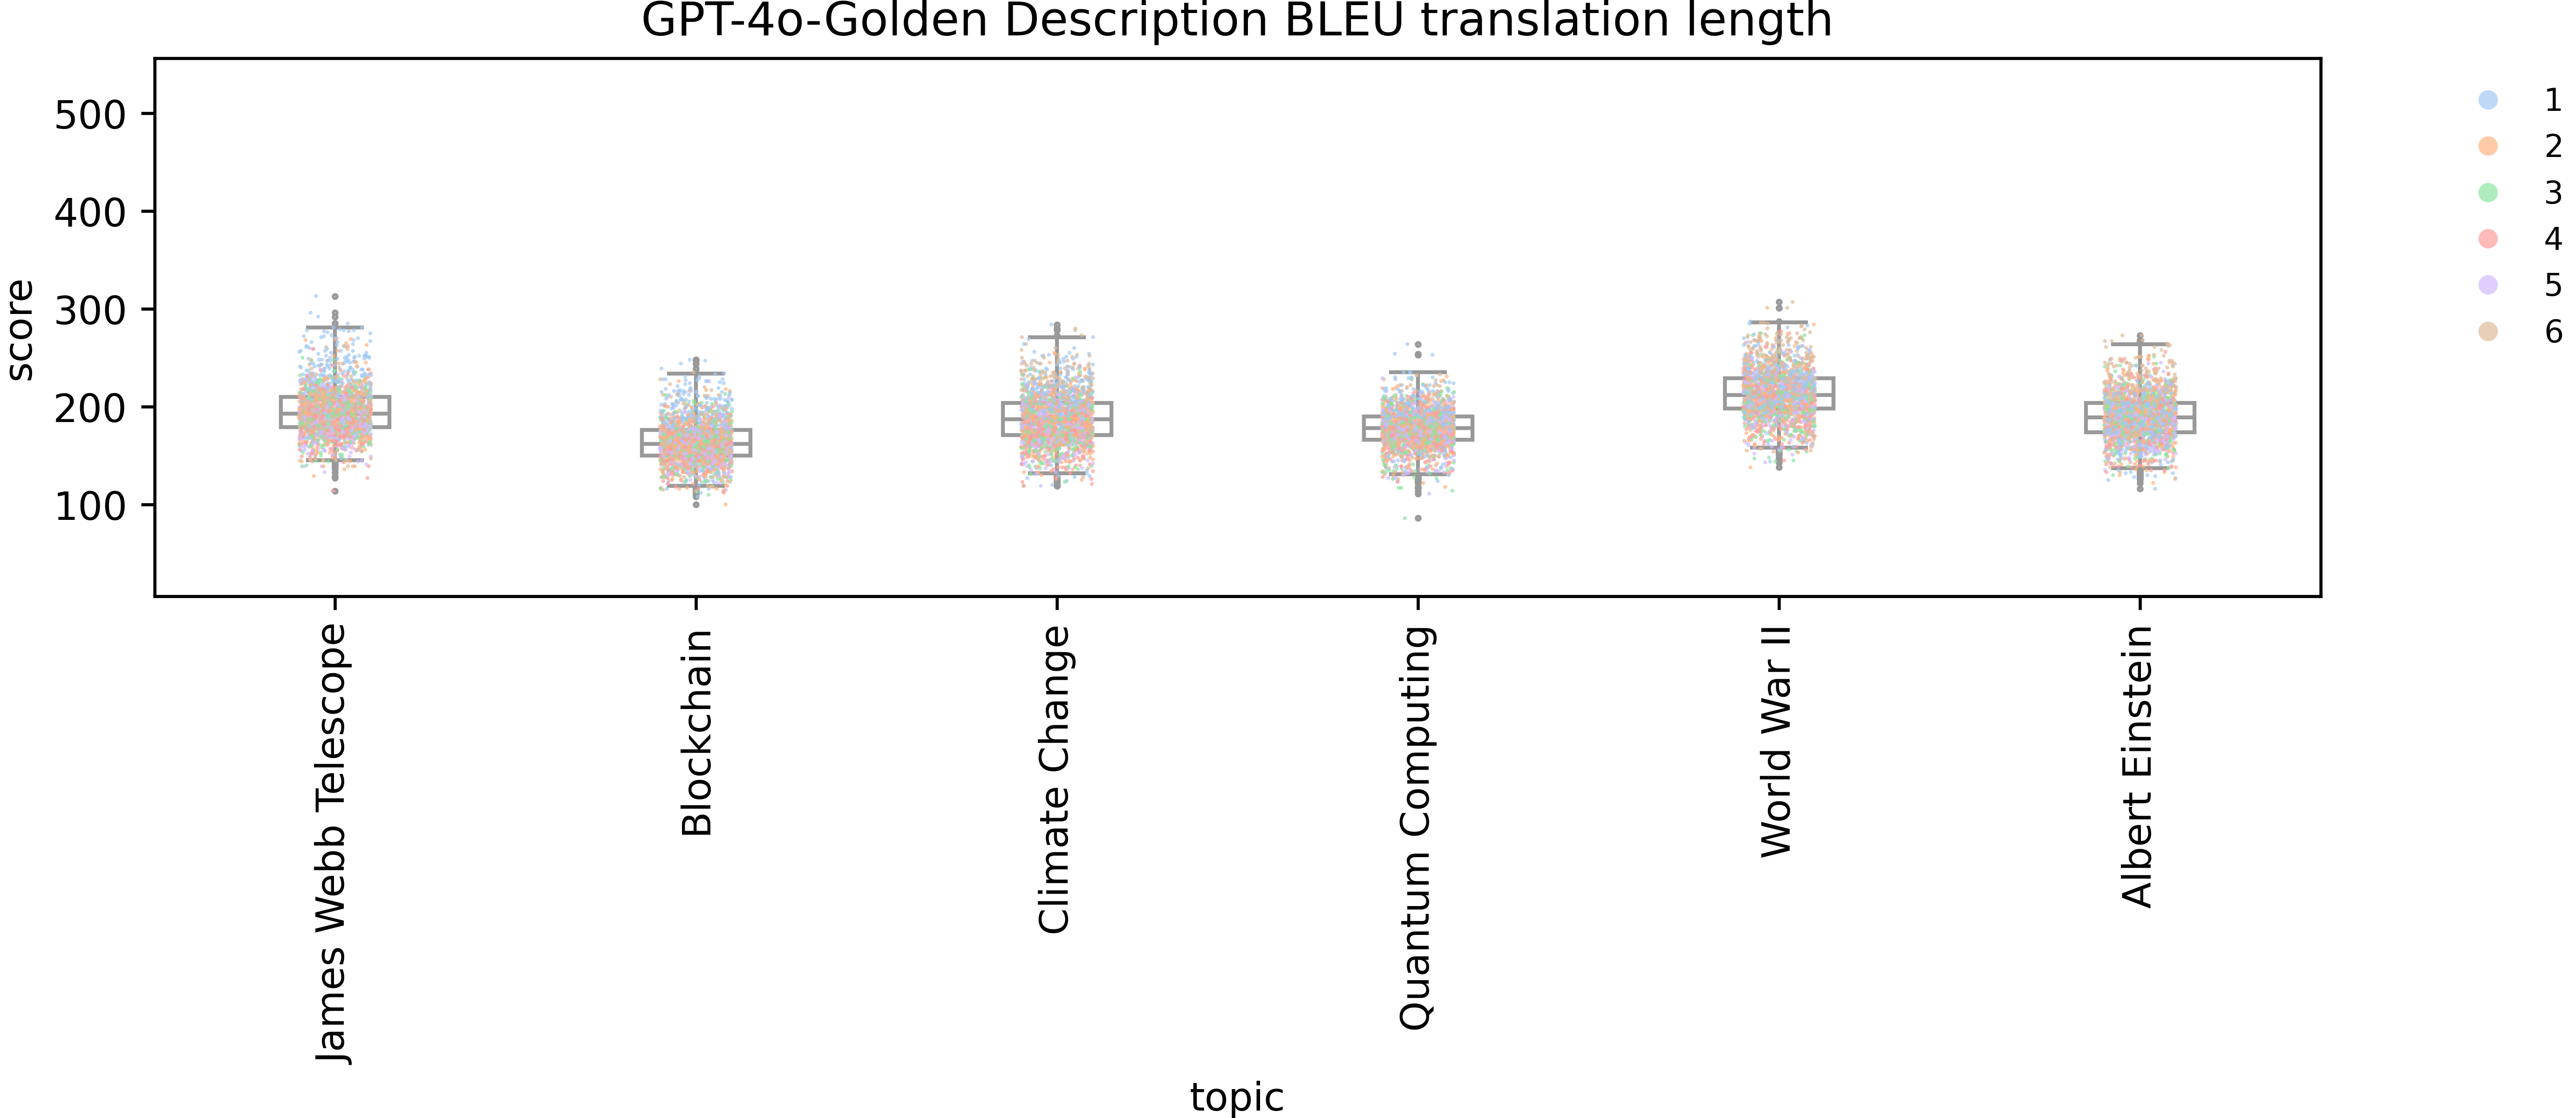 GPT-4o-Golden Description BLEU translation length
score
500
400
300
200
100
1
2
3
4
5
6
James Webb Telescope
Blockchain
Climate Change
Quantum Computing
World War II
Albert Einstein
topic